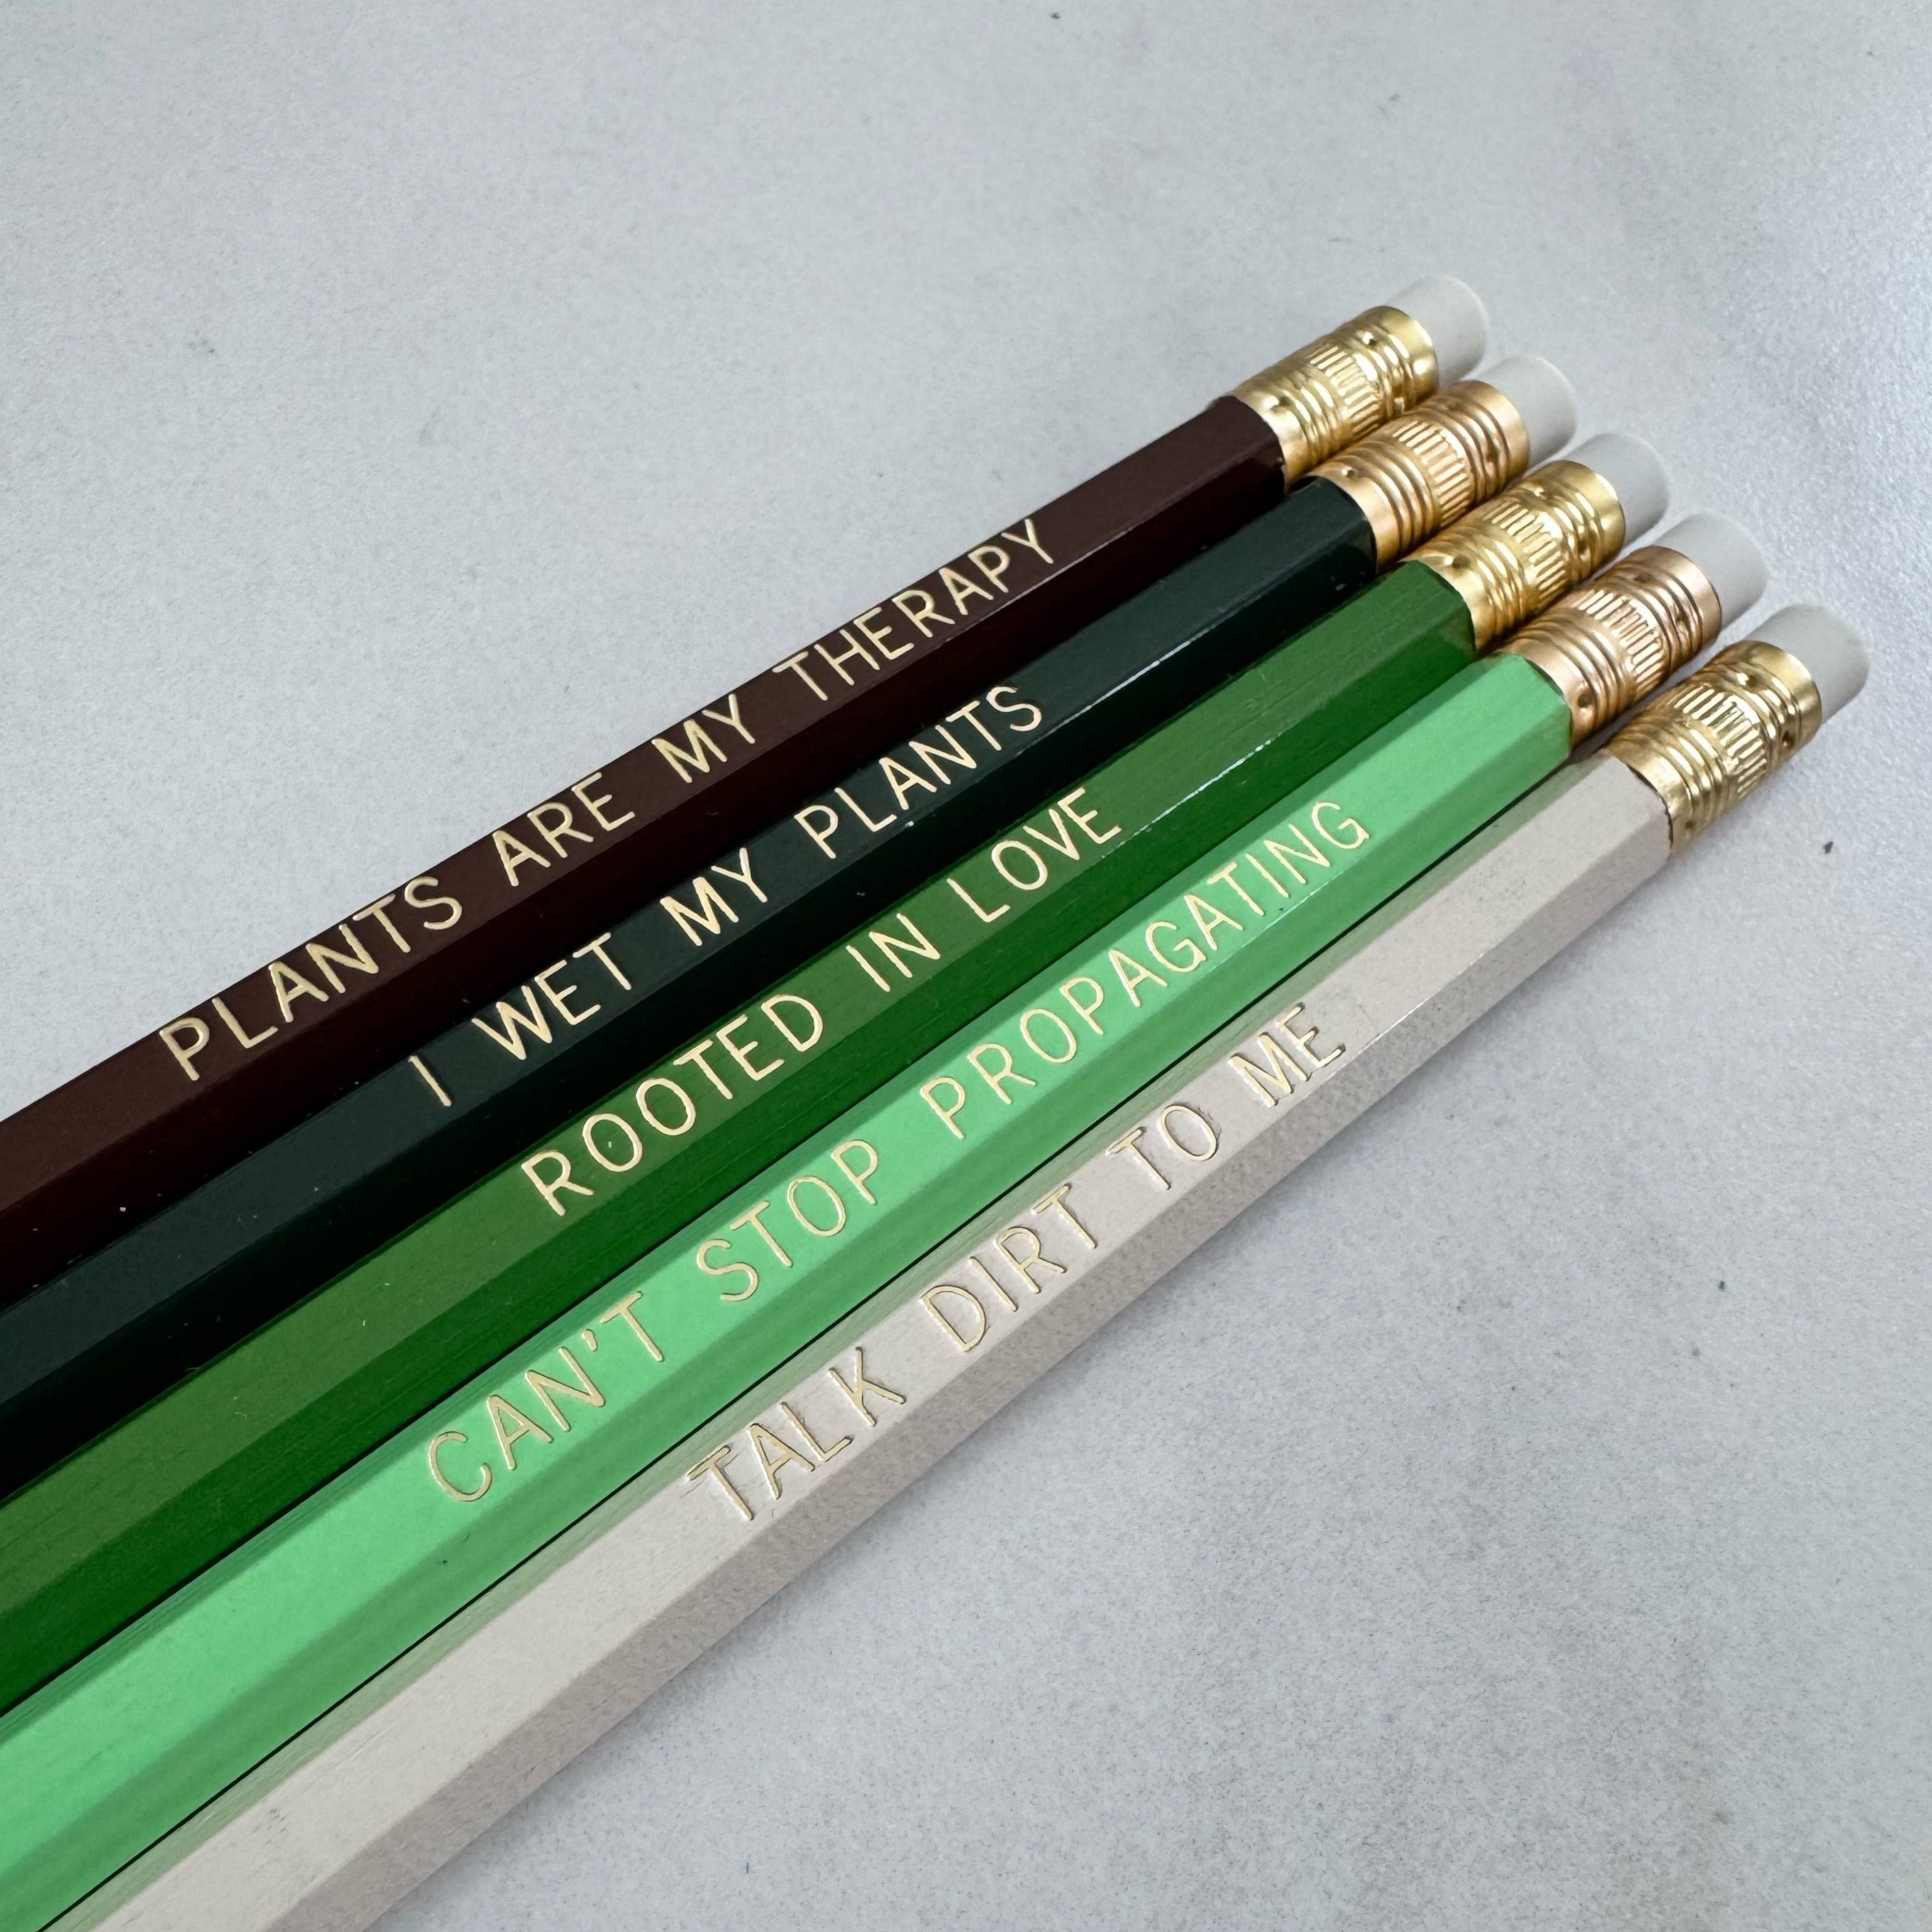 PLANTS ARE MY THERAPY
I WET MY PLANTS
ROOTED IN LOVE
CAN'T STOP PROPAGATING
TALK DIRT TO ME